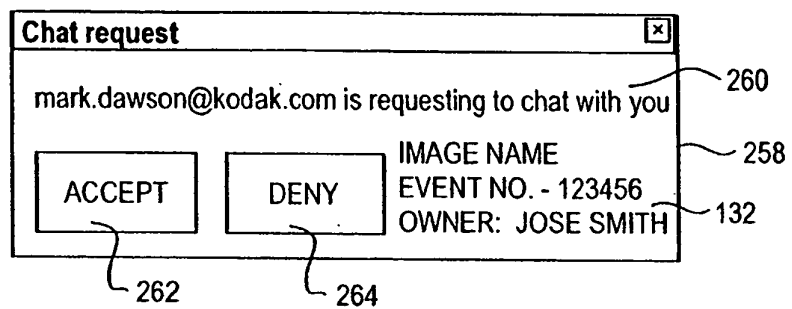 Chat request
mark.dawson@kodak.com is requesting to chat with you
260
258
ACCEPT
DENY
IMAGE NAME
EVENT NO. - 123456
OWNER: JOSE SMITH
132
262
264